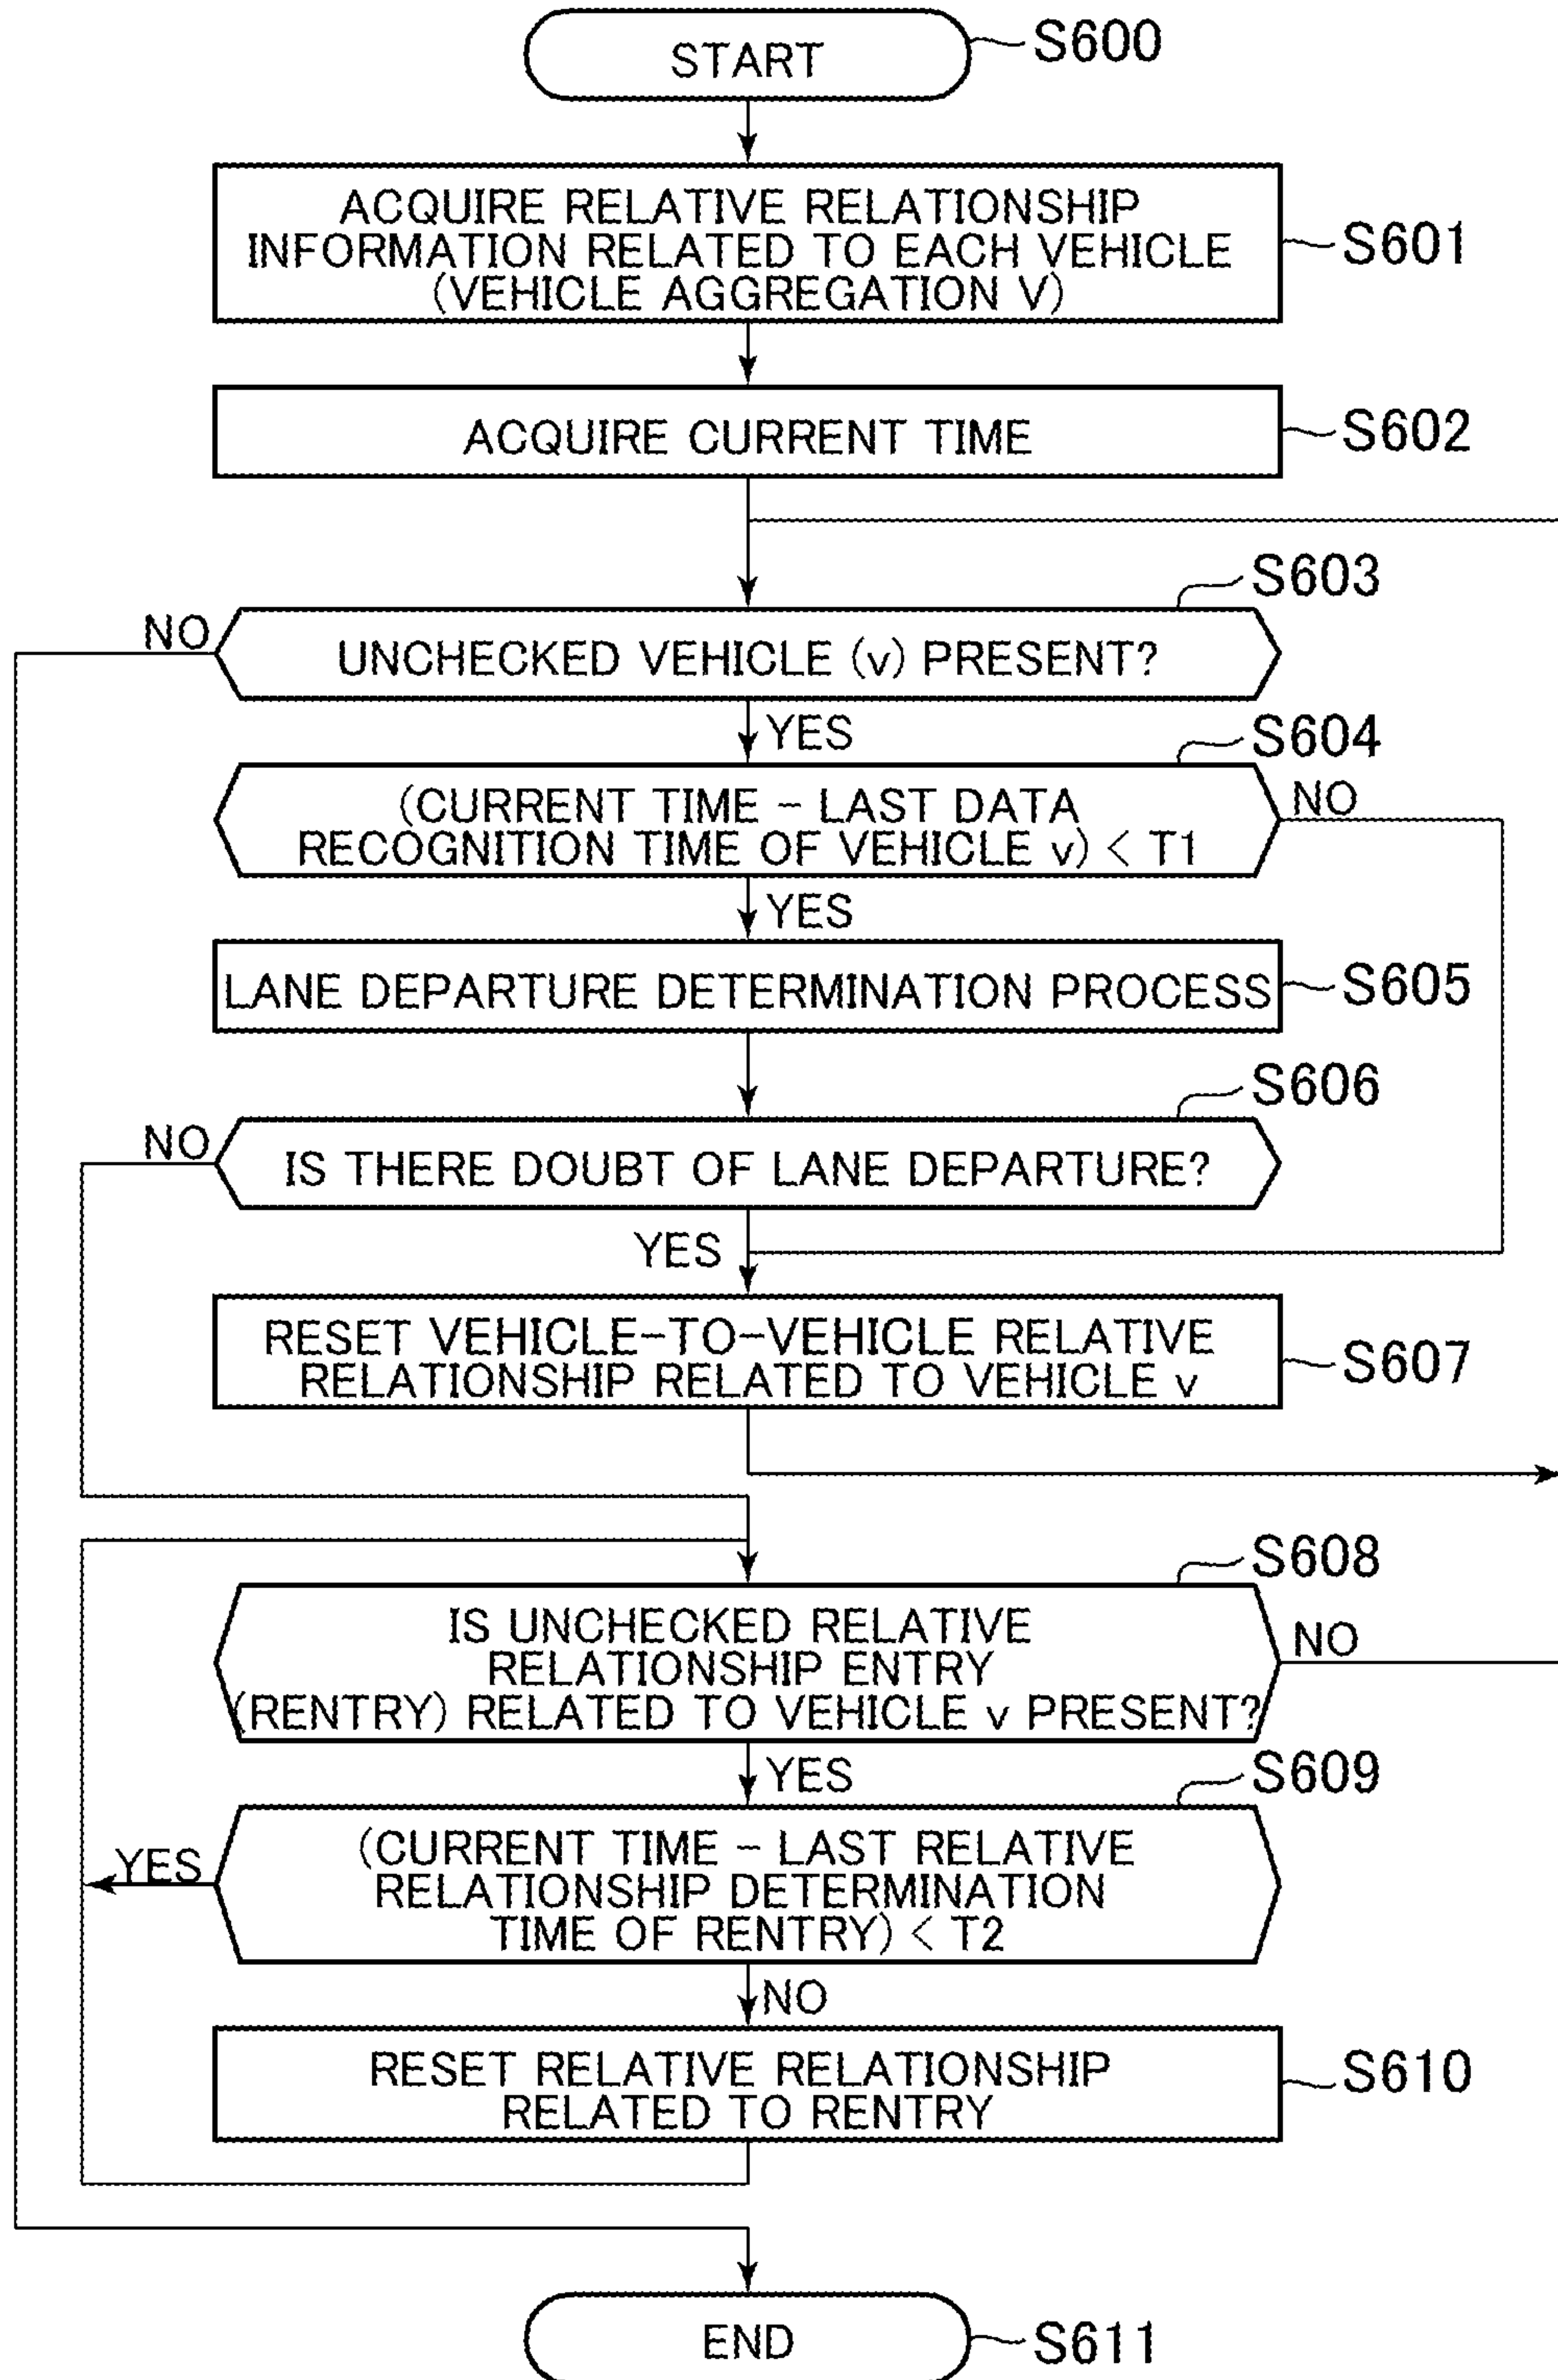 START
S600
ACQUIRE RELATIVE RELATIONSHIP
INFORMATION RELATED TO EACH VEHICLE
(VEHICLE AGGREGATION V)
S601
ACQUIRE CURRENT TIME
S602
S603
NO
UNCHECKED VEHICLE (v) PRESENT?
YES
S604
(CURRENT TIME - LAST DATA
RECOGNITION TIME OF VEHICLE v) < T1
NO
YES
LANE DEPARTURE DETERMINATION PROCESS
S605
S606
NO
IS THERE DOUBT OF LANE DEPARTURE?
YES
RESET VEHICLE-TO-VEHICLE RELATIVE
RELATIONSHIP RELATED TO VEHICLE v
S607
S608
IS UNCHECKED RELATIVE
RELATIONSHIP ENTRY
(RENTRY) RELATED TO VEHICLE v PRESENT?
NO
YES
S609
(CURRENT TIME - LAST RELATIVE
RELATIONSHIP DETERMINATION
TIME OF RENTRY) < T2
YES
NO
RESET RELATIVE RELATIONSHIP
RELATED TO RENTRY
S610
END
S611